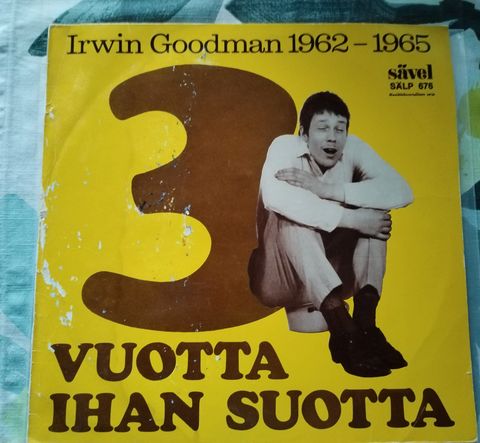 Irwin Goodman 1962 – 1965
sävel
SÄLP 676
3
VUOTTA
IHAN SUOTTA